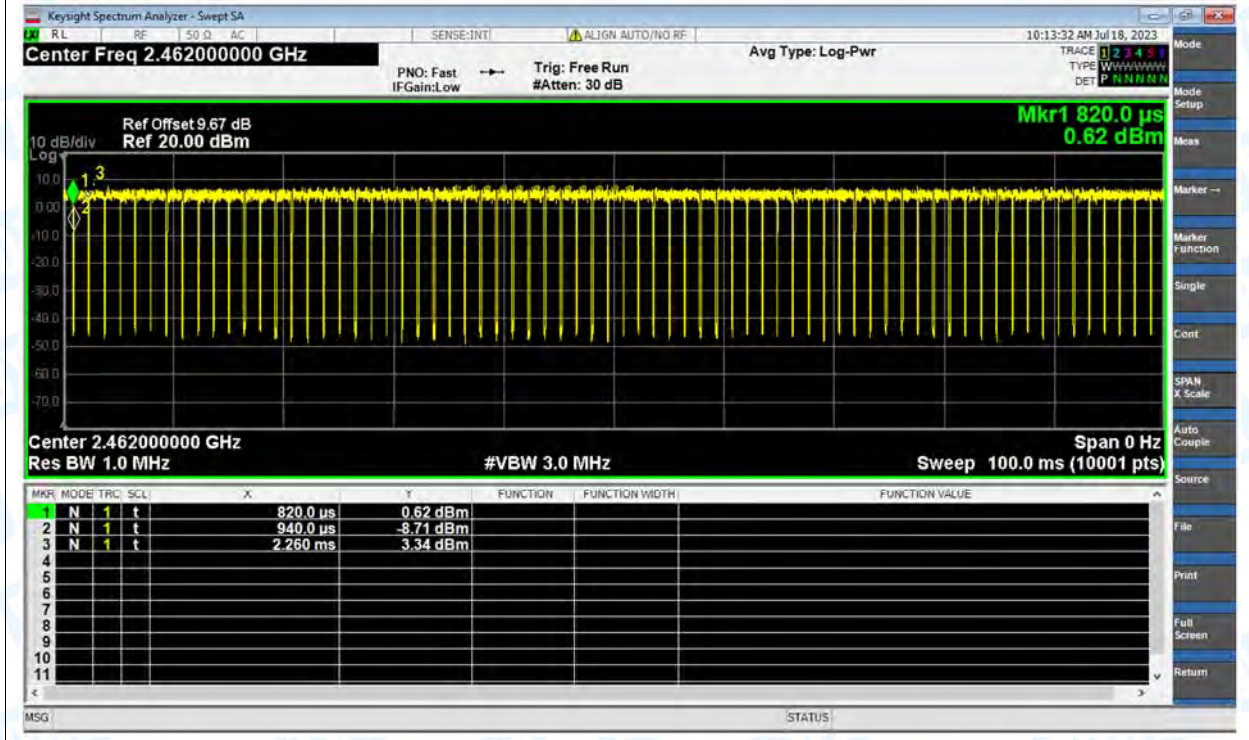 Keysight Spectrum Analyzer - Swept SA
RL RF 50 Ω AC SENSE:INT ALIGN AUTO/NO RF 10:13:32 AM Jul 18, 2023
Center Freq 2.462000000 GHz
PNO: Fast
IFGain:Low
Trig: Free Run
#Atten: 30 dB
Avg Type: Log-Pwr
TRACE 1 2 3 4 5 6
TYPE W
DET P N N N N N
Ref Offset 9.67 dB
10 dB/div Ref 20.00 dBm
Log
Mkr1 820.0 µs
0.62 dBm
10.0
0.00
-10.0
-20.0
-30.0
-40.0
-50.0
-60.0
-70.0
1
2
3
Center 2.462000000 GHz Span 0 Hz
Res BW 1.0 MHz #VBW 3.0 MHz Sweep 100.0 ms (10001 pts)
MKR MODE TRC SCL X Y FUNCTION FUNCTION WIDTH FUNCTION VALUE
1 N 1 t 820.0 µs 0.62 dBm
2 N 1 t 940.0 µs -8.71 dBm
3 N 1 t 2.260 ms 3.34 dBm
4
5
6
7
8
9
10
11
MSG STATUS
Mode
Mode
Setup
Meas
Marker →
Marker
Function
Single
Cont
SPAN
X Scale
Auto
Couple
Source
File
Print
Full
Screen
Return